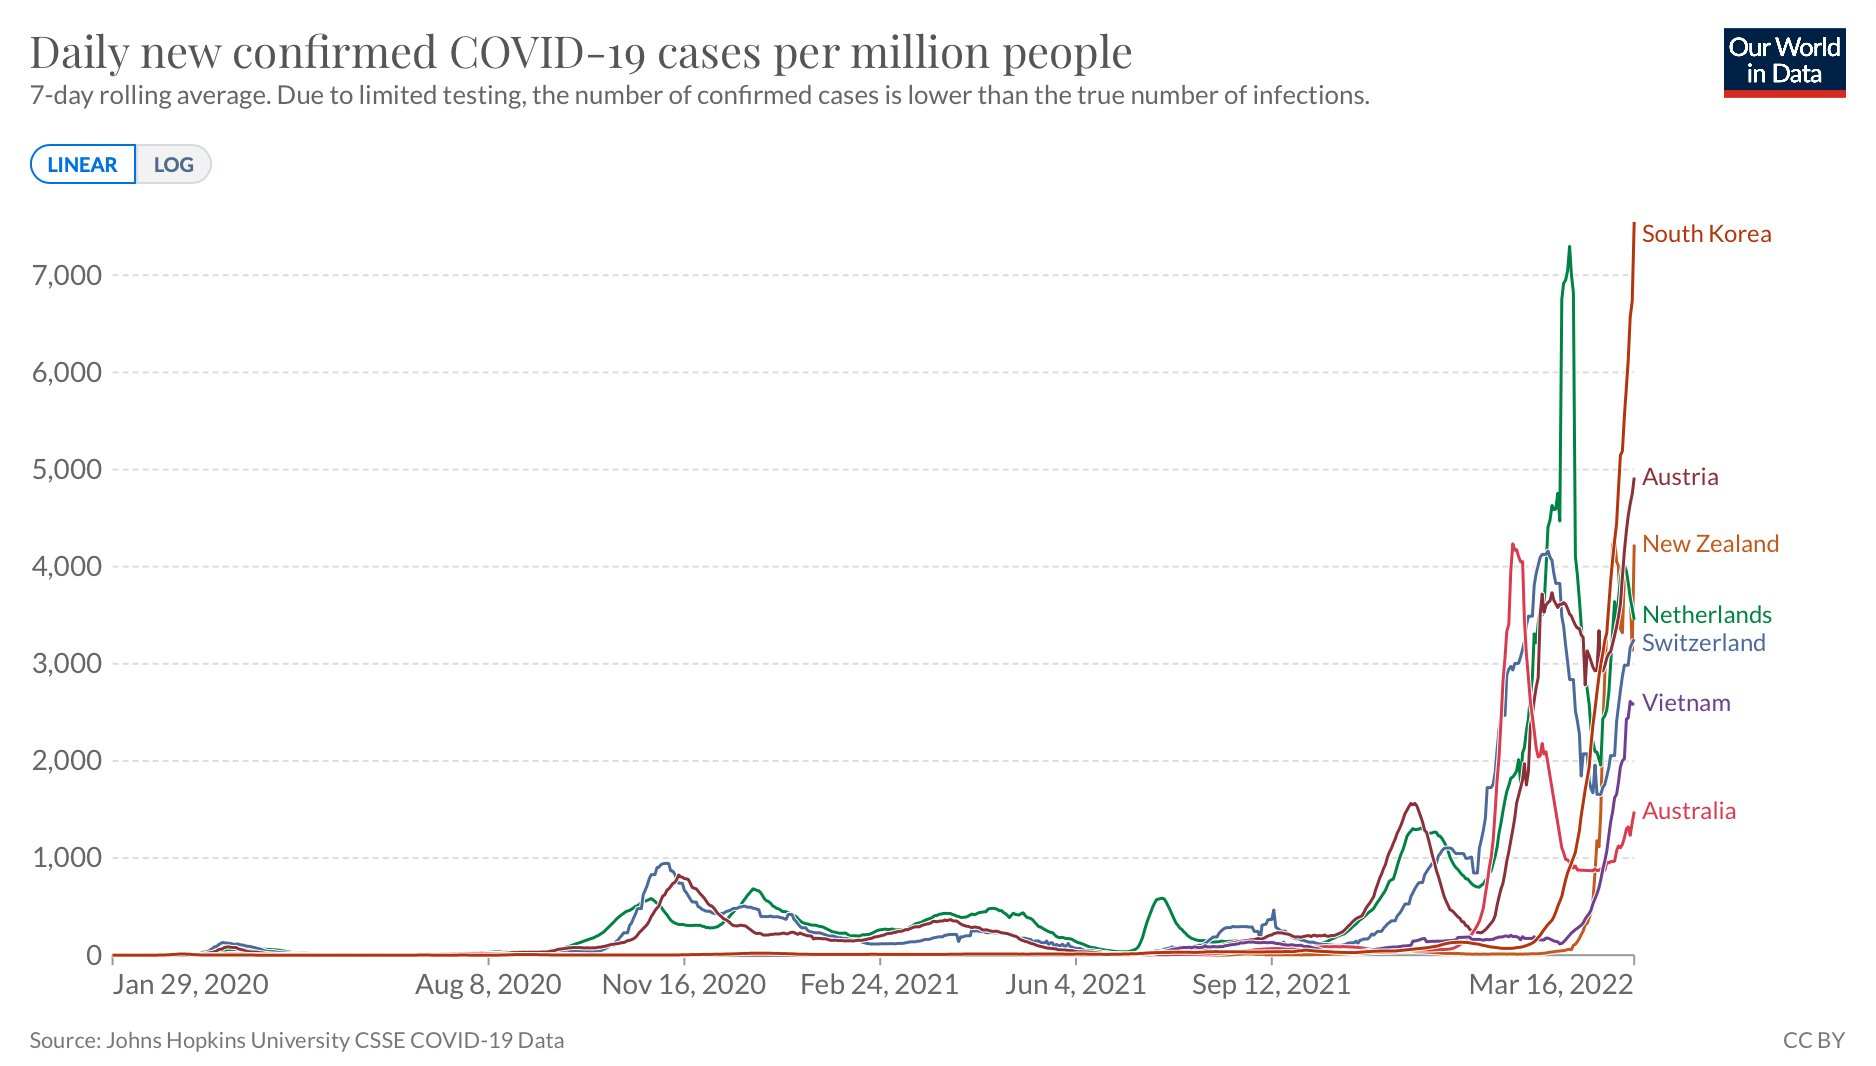 Daily new confirmed COVID-19 cases per million people
Our World
in Data
7-day rolling average. Due to limited testing, the number of confirmed cases is lower than the true number of infections.
LINEAR LOG
South Korea
7,000
6,000
5,000
Austria
New Zealand
4,000
Netherlands
Switzerland
3,000
Vietnam
2,000
Australia
1,000
0
Jan 29, 2020 Aug 8, 2020 Nov 16, 2020 Feb 24, 2021 Jun 4, 2021 Sep 12, 2021 Mar 16, 2022
Source: Johns Hopkins University CSSE COVID-19 Data CC BY